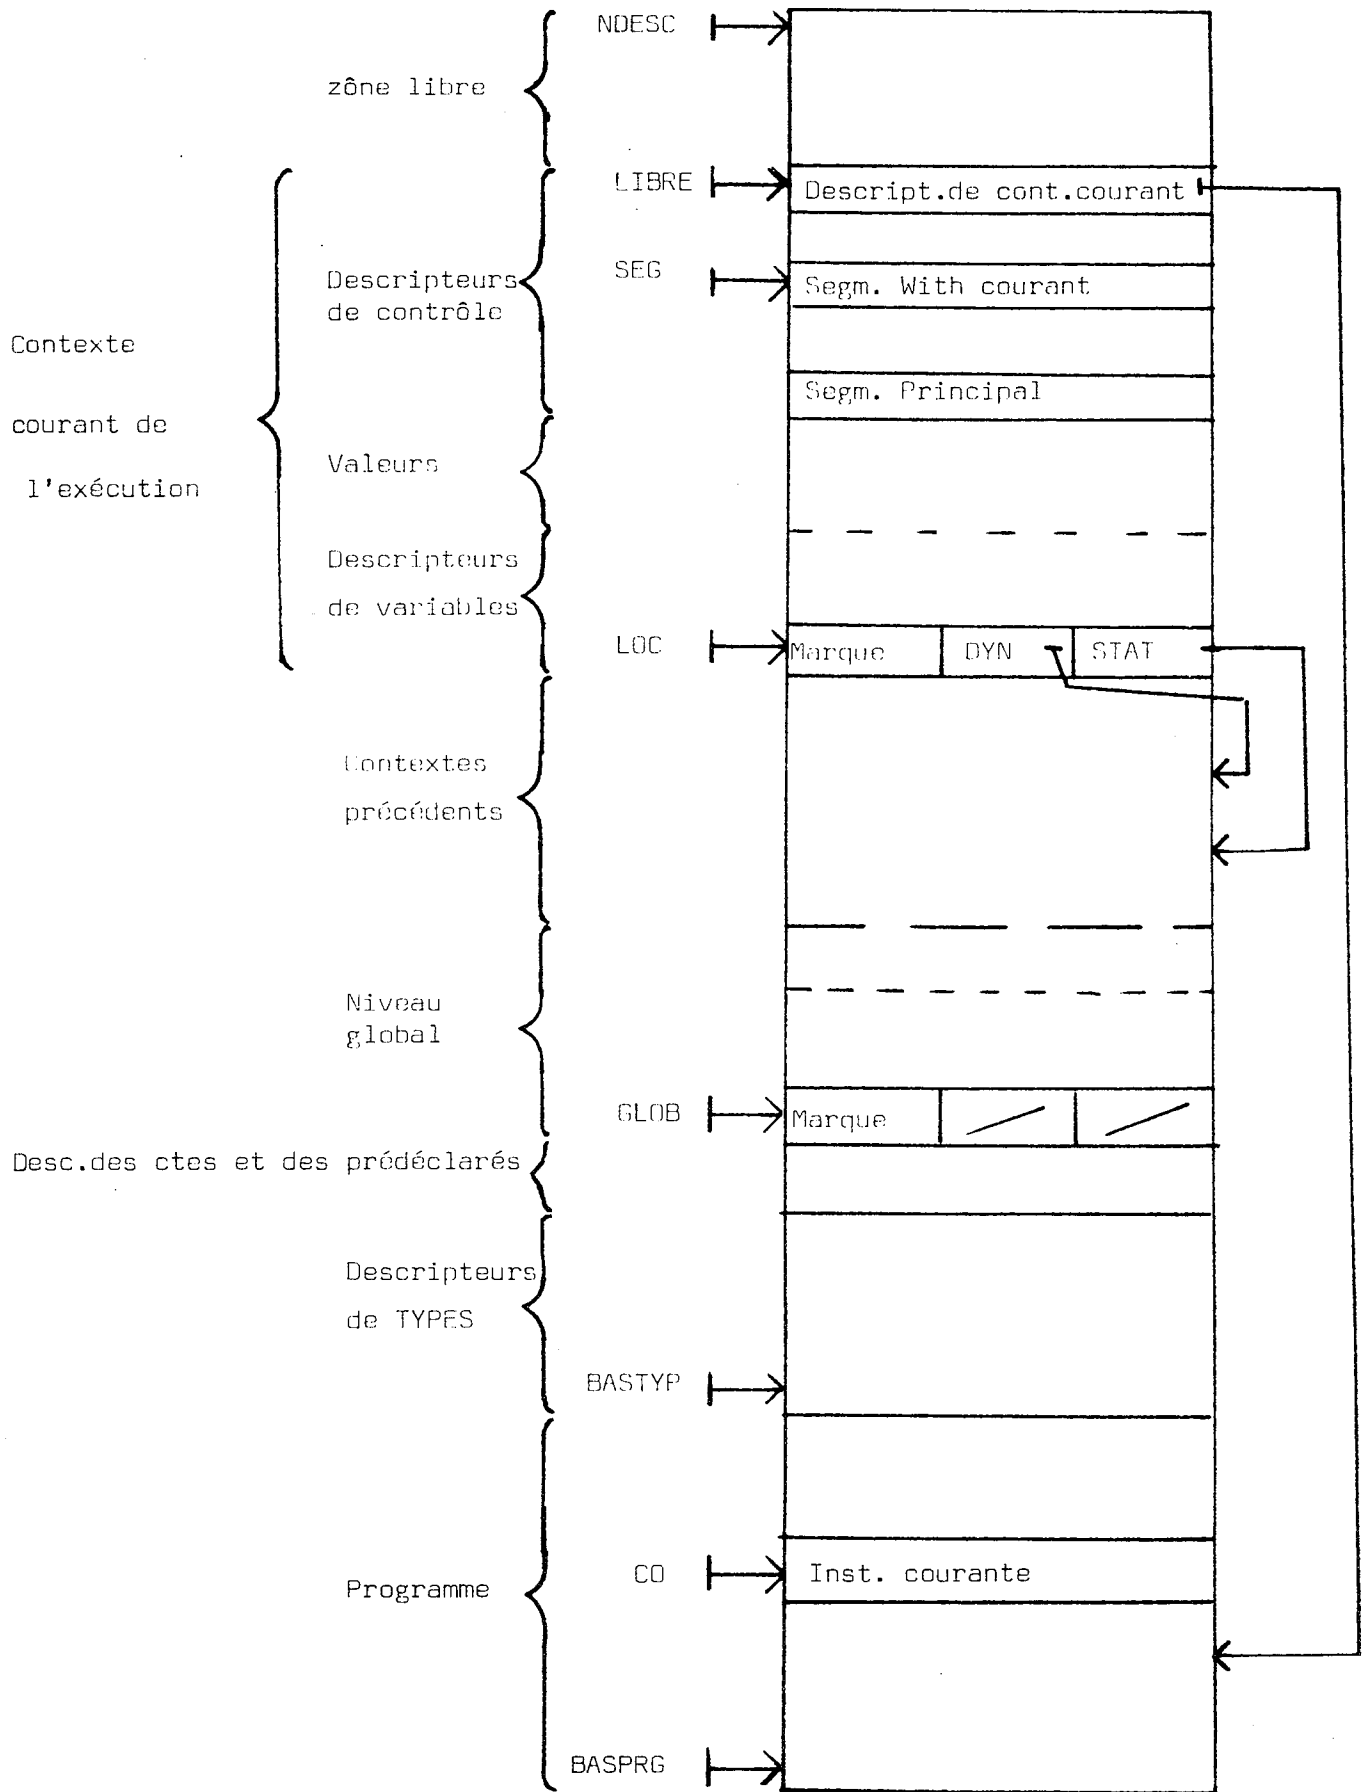 NDESC
zône libre
LIBRE
Descript.de cont.courant
SEG
Descripteurs
de contrôle
Segm. With courant
Contexte
courant de
l'exécution
Segm. Principal
Valeurs
Descripteurs
de variables
LOC
Marque DYN STAT
Contextes
précédents
Niveau
global
GLOB
Marque
Desc.des ctes et des prédéclarés
Descripteurs
de TYPES
BASTYP
CO
Inst. courante
Programme
BASPRG